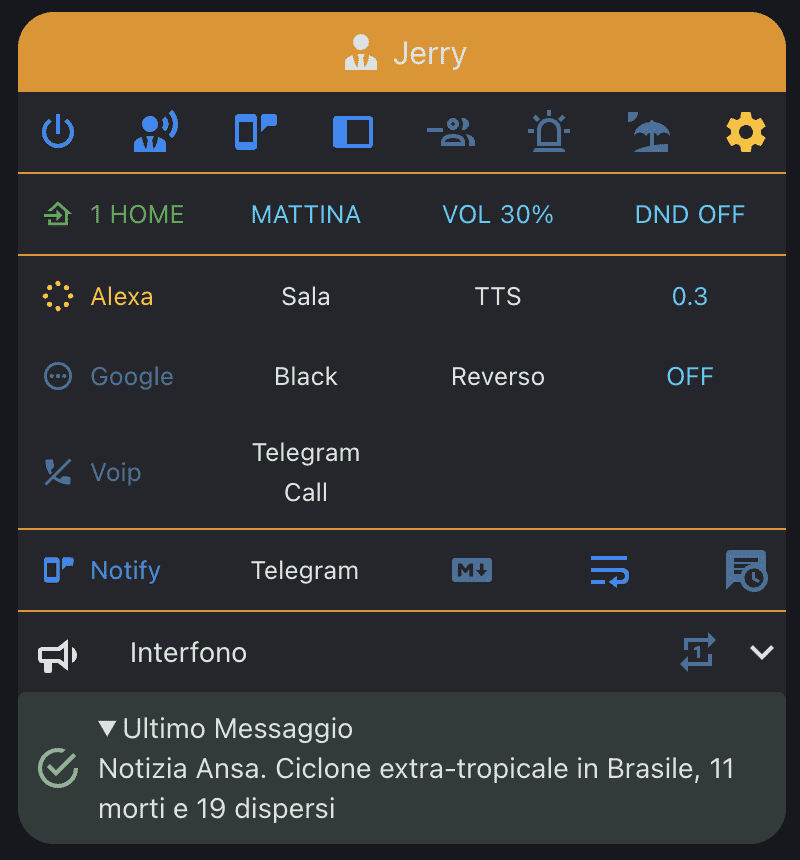 Jerry
1 HOME MATTINA VOL 30% DND OFF
Alexa Sala TTS 0.3
Google Black Reverso OFF
Voip Telegram
Call
Notify Telegram M
Interfono 1
Ultimo Messaggio
Notizia Ansa. Ciclone extra-tropicale in Brasile, 11
morti e 19 dispersi